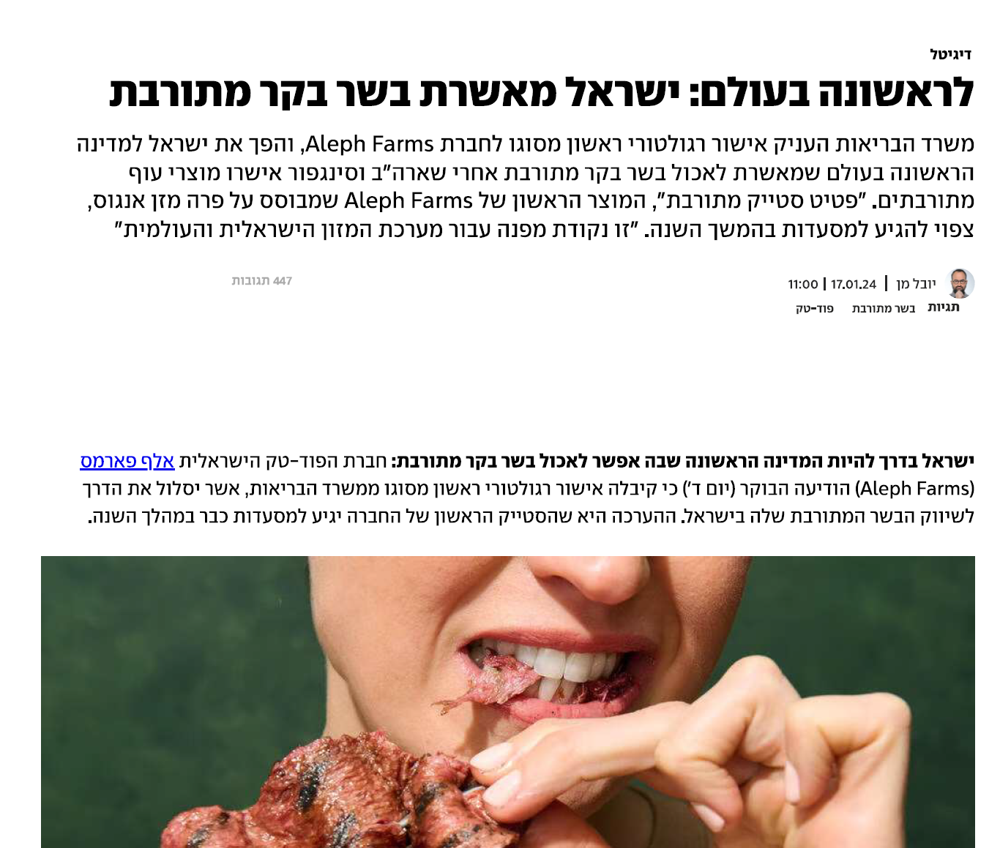 דיגיטל
לראשונה בעולם: ישראל מאשרת בשר בקר מתורבת
משרד הבריאות העניק אישור רגולטורי ראשון מסוגו לחברת Aleph Farms, והפך את ישראל למדינה
הראשונה בעולם שמאשרת לאכול בשר בקר מתורבת אחרי שארה"ב וסינגפור אישרו מוצרי עוף
מתורבתים. "פטיט סטייק מתורבת", המוצר הראשון של Aleph Farms שמבוסס על פרה מזן אנגוס,
צפוי להגיע למסעדות בהמשך השנה. "זו נקודת מפנה עבור מערכת המזון הישראלית והעולמית"
יובל מן | 17.01.24 | 11:00
447 תגובות
תגיות בשר מתורבת פוד-טק
ישראל בדרך להיות המדינה הראשונה שבה אפשר לאכול בשר בקר מתורבת: חברת הפוד-טק הישראלית אלף פארמס
(Aleph Farms) הודיעה הבוקר (יום ד') כי קיבלה אישור רגולטורי ראשון מסוגו ממשרד הבריאות, אשר יסלול את הדרך
לשיווק הבשר המתורבת שלה בישראל. ההערכה היא שהסטייק הראשון של החברה יגיע למסעדות כבר במהלך השנה.